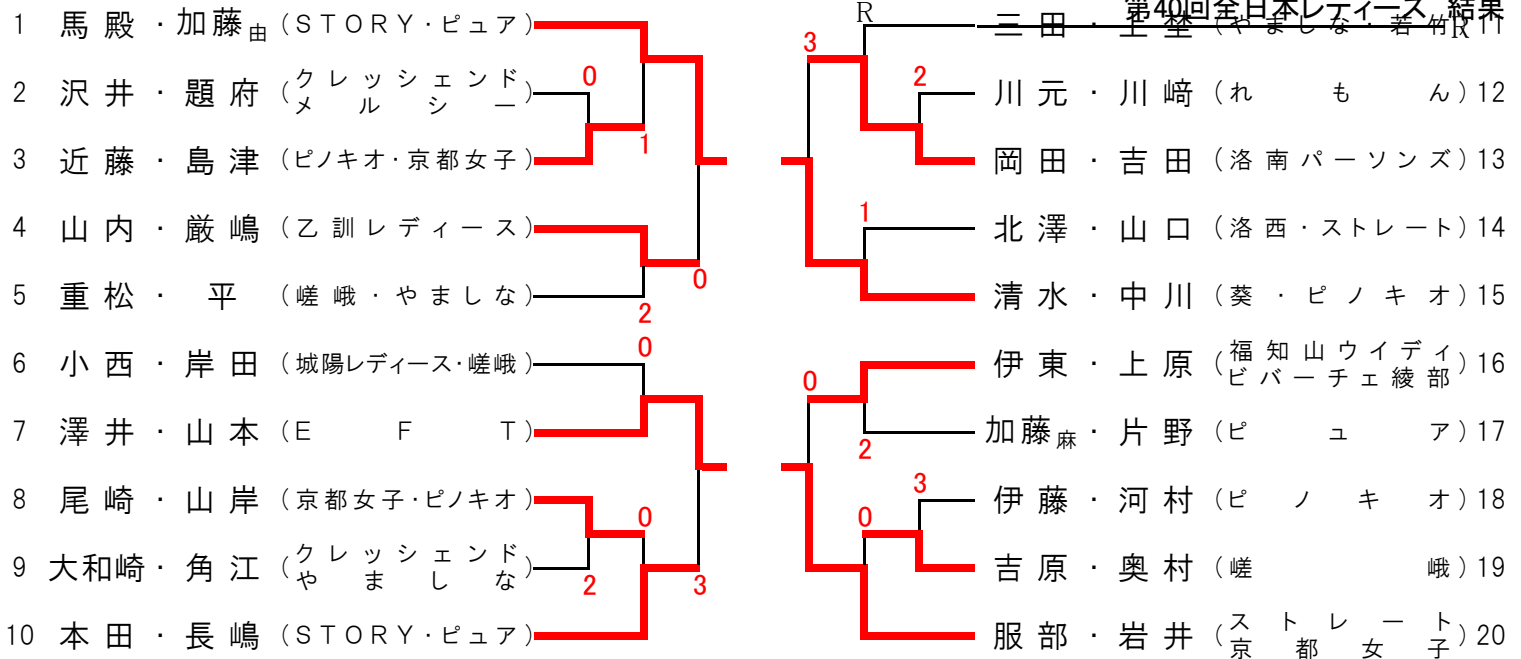 第40回全日本レディース 結果
1 馬殿・加藤由 (STORY・ピュア)
2 沢井・題府 (クレッシェンド メルシー)
3 近藤・島津 (ピノキオ・京都女子)
4 山内・厳嶋 (乙訓レディース)
5 重松・平 (嵯峨・やましな)
6 小西・岸田 (城陽レディース・嵯峨)
7 澤井・山本 (EFT)
8 尾崎・山岸 (京都女子・ピノキオ)
9 大和崎・角江 (クレッシェンド やましな)
10 本田・長嶋 (STORY・ピュア)
0
1
0
2
0
0
2
3
R
三田・上埜 (やましな・若竹) 11
R
川元・川﨑 (れもん) 12
岡田・吉田 (洛南パーソンズ) 13
北澤・山口 (洛西・ストレート) 14
清水・中川 (葵・ピノキオ) 15
伊東・上原 (福知山ウイディ ビバーチェ綾部) 16
加藤麻・片野 (ピュア) 17
伊藤・河村 (ピノキオ) 18
吉原・奥村 (嵯峨) 19
服部・岩井 (ストレート 京都女子) 20
3
2
1
0
2
3
0